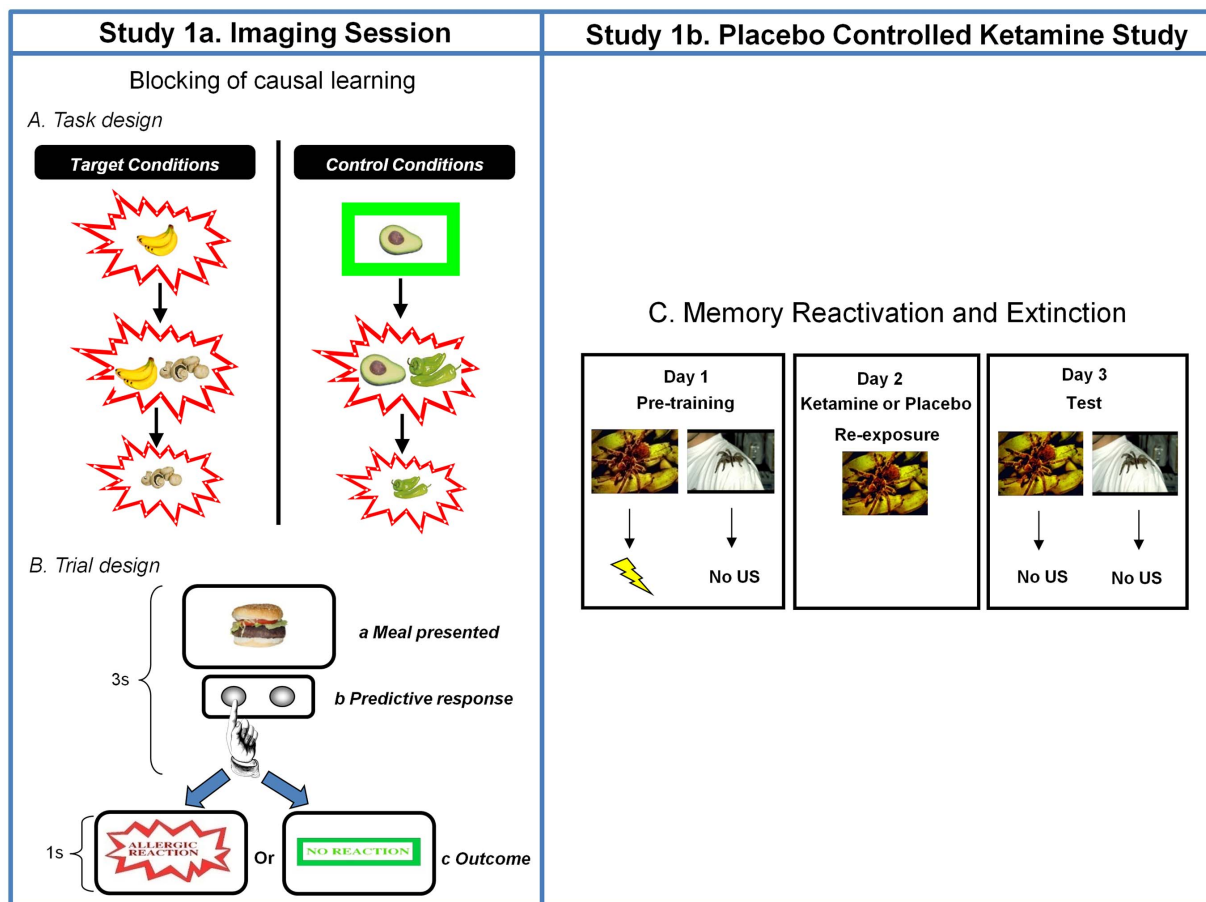 Study 1a. Imaging Session
Blocking of causal learning
A. Task design
Target Conditions
Control Conditions
B. Trial design
3s
a Meal presented
b Predictive response
1s
ALLERGIC
REACTION
Or
NO REACTION
c Outcome
Study 1b. Placebo Controlled Ketamine Study
C. Memory Reactivation and Extinction
Day 1
Pre-training
No US
Day 2
Ketamine or Placebo
Re-exposure
Day 3
Test
No US
No US